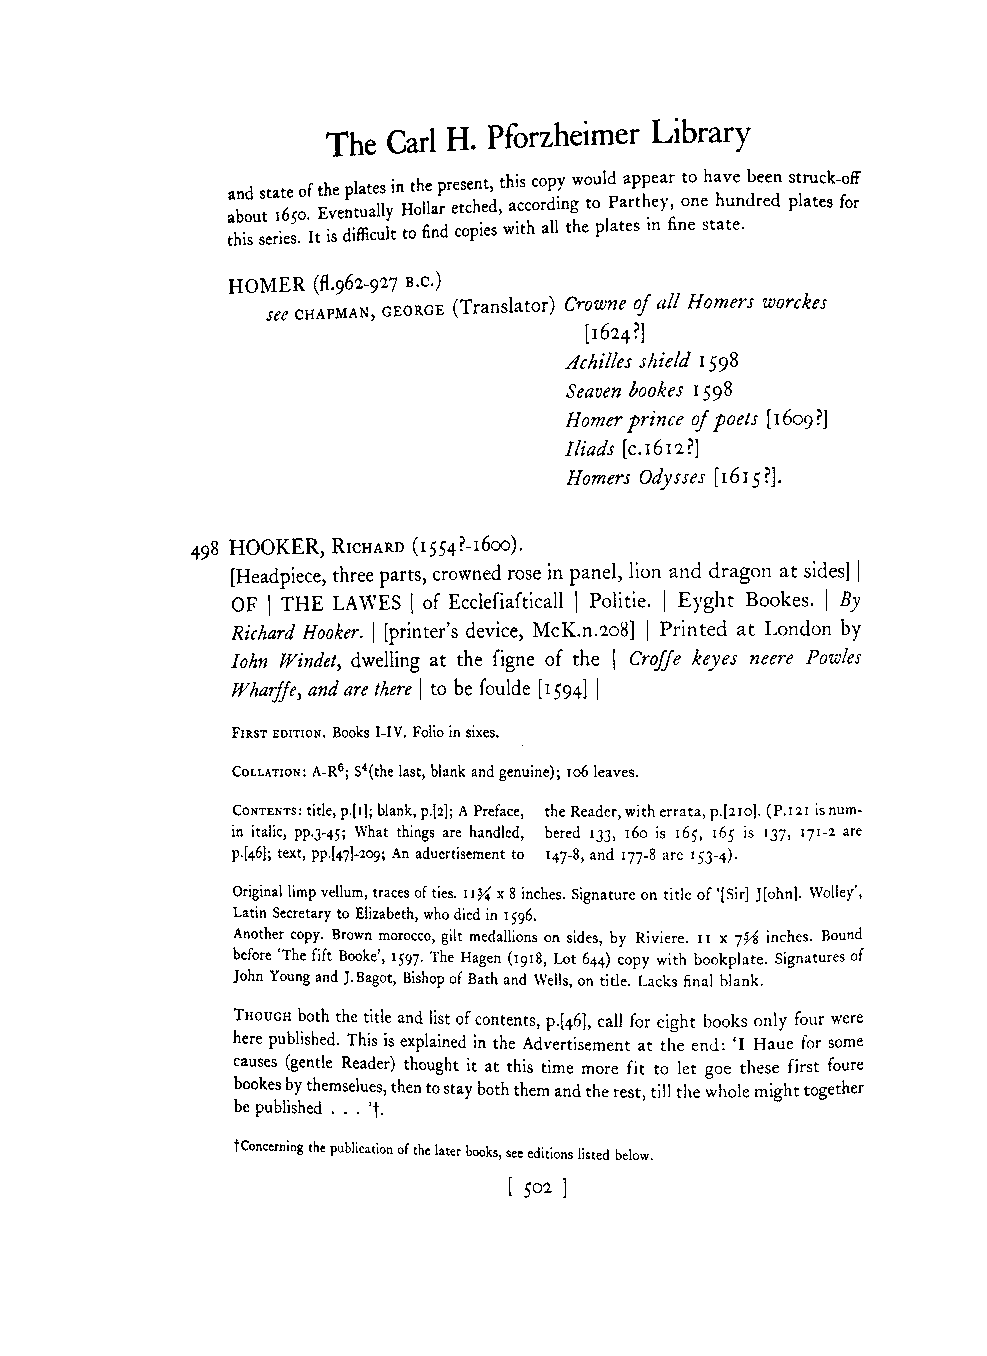 The Carl H. Pforzheimer Library
and state of the plates in the present, this copy would appear to have been struck-off
about 1650. Eventually Hollar etched, according to Parthey, one hundred plates for
this series. It is difficult to find copies with all the plates in fine state.
HOMER (fl.962-927 B.C.)
see CHAPMAN, GEORGE (Translator) Crowne of all Homers worckes
[1624?]
Achilles shield 1598
Seaven bookes 1598
Homer prince of poets [1609?]
Iliads [c.1612?]
Homers Odysses [1615?].
498 HOOKER, RICHARD (1554?-1600).
[Headpiece, three parts, crowned rose in panel, lion and dragon at sides] |
OF | THE LAWES | of Ecclesiasticall | Politie. | Eyght Bookes. | By
Richard Hooker. | [printer's device, McK.n.208] | Printed at London by
Iohn Windet, dwelling at the ſigne of the | Croſſe keyes neere Powles
Wharffe, and are there | to be ſoulde [1594] |
FIRST EDITION. Books I-IV. Folio in sixes.
COLLATION: A-R⁶; S⁴(the last, blank and genuine); 106 leaves.
CONTENTS: title, p.[1]; blank, p.[2]; A Preface,
in italic, pp.3-45; What things are handled,
p.[46]; text, pp.[47]-209; An aduertisement to
the Reader, with errata, p.[210]. (P.121 is num-
bered 133, 160 is 165, 165 is 137, 171-2 are
147-8, and 177-8 are 153-4).
Original limp vellum, traces of ties. 11¾ x 8 inches. Signature on title of '[Sir] J[ohn]. Wolley',
Latin Secretary to Elizabeth, who died in 1596.
Another copy. Brown morocco, gilt medallions on sides, by Riviere. 11 x 7⅝ inches. Bound
before 'The fift Booke', 1597. The Hagen (1918, Lot 644) copy with bookplate. Signatures of
John Young and J.Bagot, Bishop of Bath and Wells, on title. Lacks final blank.
THOUGH both the title and list of contents, p.[46], call for eight books only four were
here published. This is explained in the Advertisement at the end: 'I Haue for some
causes (gentle Reader) thought it at this time more fit to let goe these first foure
bookes by themselues, then to stay both them and the rest, till the whole might together
be published . . . '†.
†Concerning the publication of the later books, see editions listed below.
[ 502 ]